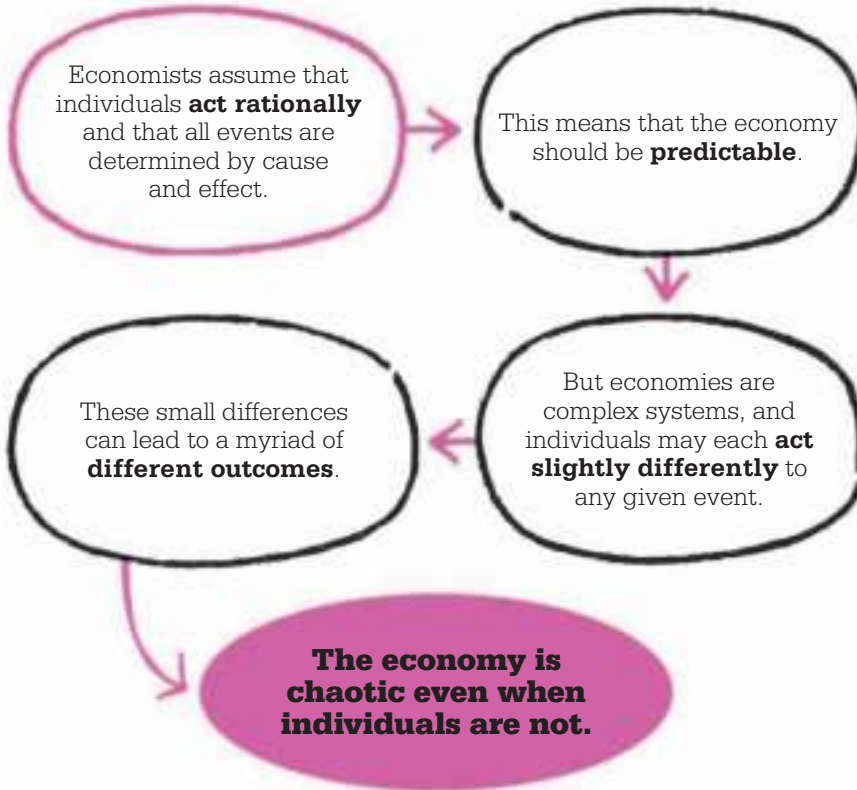 Economists assume that
individuals act rationally
and that all events are
determined by cause
and effect.
This means that the economy
should be predictable.
But economies are
complex systems, and
individuals may each act
slightly differently to
any given event.
These small differences
can lead to a myriad of
different outcomes.
The economy is
chaotic even when
individuals are not.